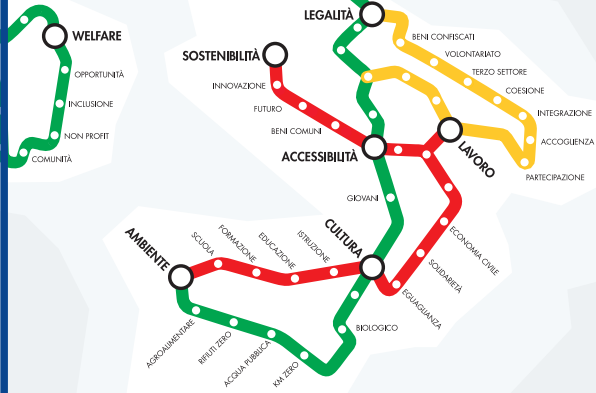 LEGALITÀ
WELFARE
BENI CONFISCATI
SOSTENIBILITÀ
VOLONTARIATO
OPPORTUNITÀ
TERZO SETTORE
INNOVAZIONE
COESIONE
INCLUSIONE
FUTURO
INTEGRAZIONE
BENI COMUNI
NON PROFIT
ACCOGLIENZA
COMUNITÀ
ACCESSIBILITÀ
LAVORO
PARTECIPAZIONE
GIOVANI
CULTURA
ECONOMIA CIVILE
AMBIENTE
SCUOLA
FORMAZIONE
EDUCAZIONE
ISTRUZIONE
SOLIDARIETÀ
EGUAGLIANZA
BIOLOGICO
AGROALIMENTARE
RIFIUTI ZERO
ACQUA PUBBLICA
KM ZERO